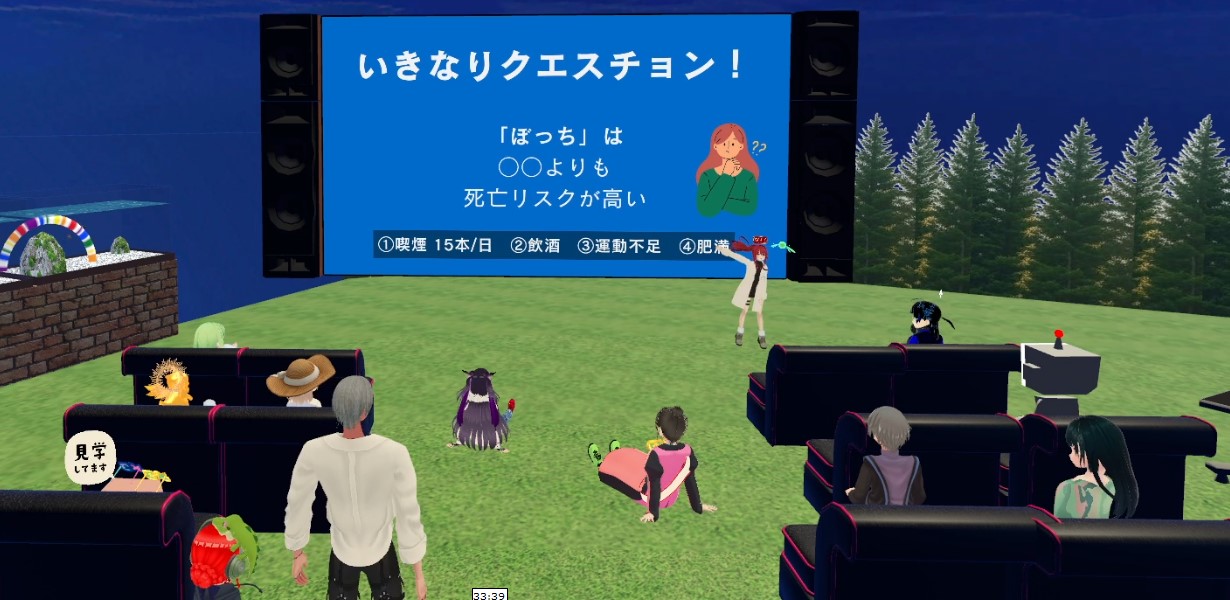 いきなりクエスチョン！
「ぼっち」は
〇〇よりも
死亡リスクが高い
??
①喫煙 15本/日 ②飲酒 ③運動不足 ④肥満
見学
してます
33:39